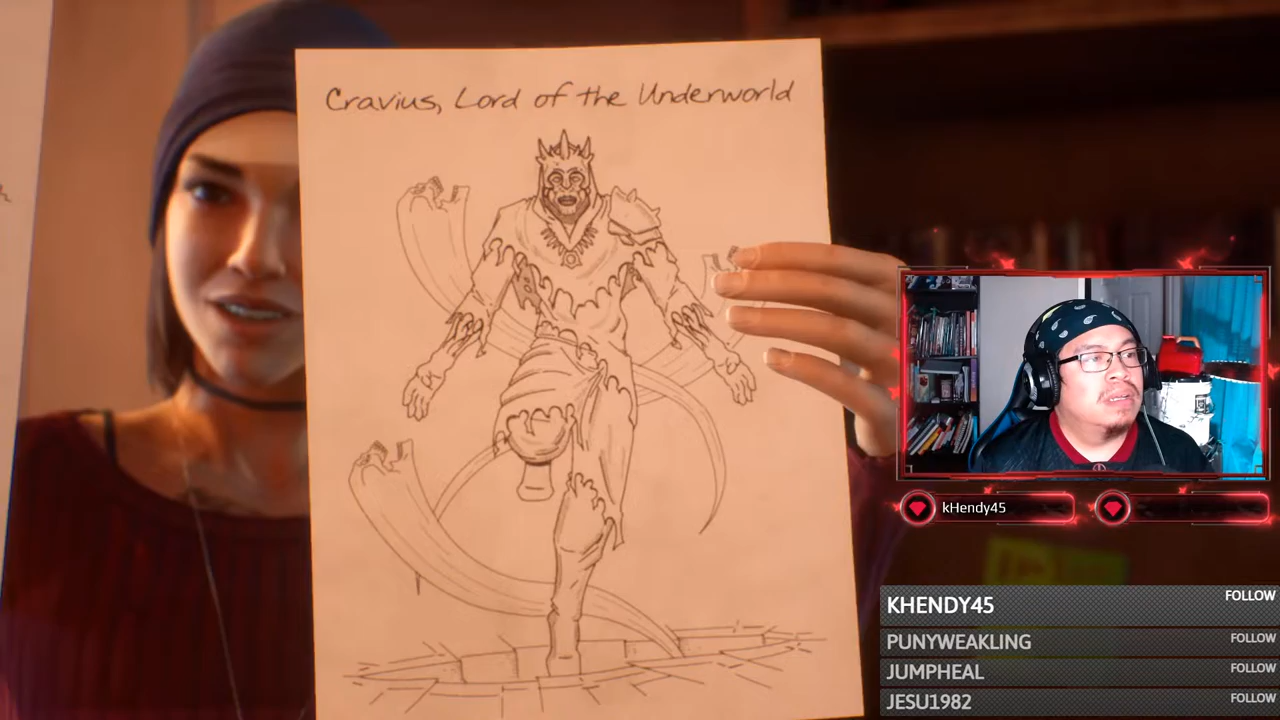 Cravius, Lord of the Underworld
kHendy45
KHENDY45 FOLLOW
PUNYWEAKLING FOLLOW
JUMPHEAL FOLLOW
JESU1982 FOLLOW